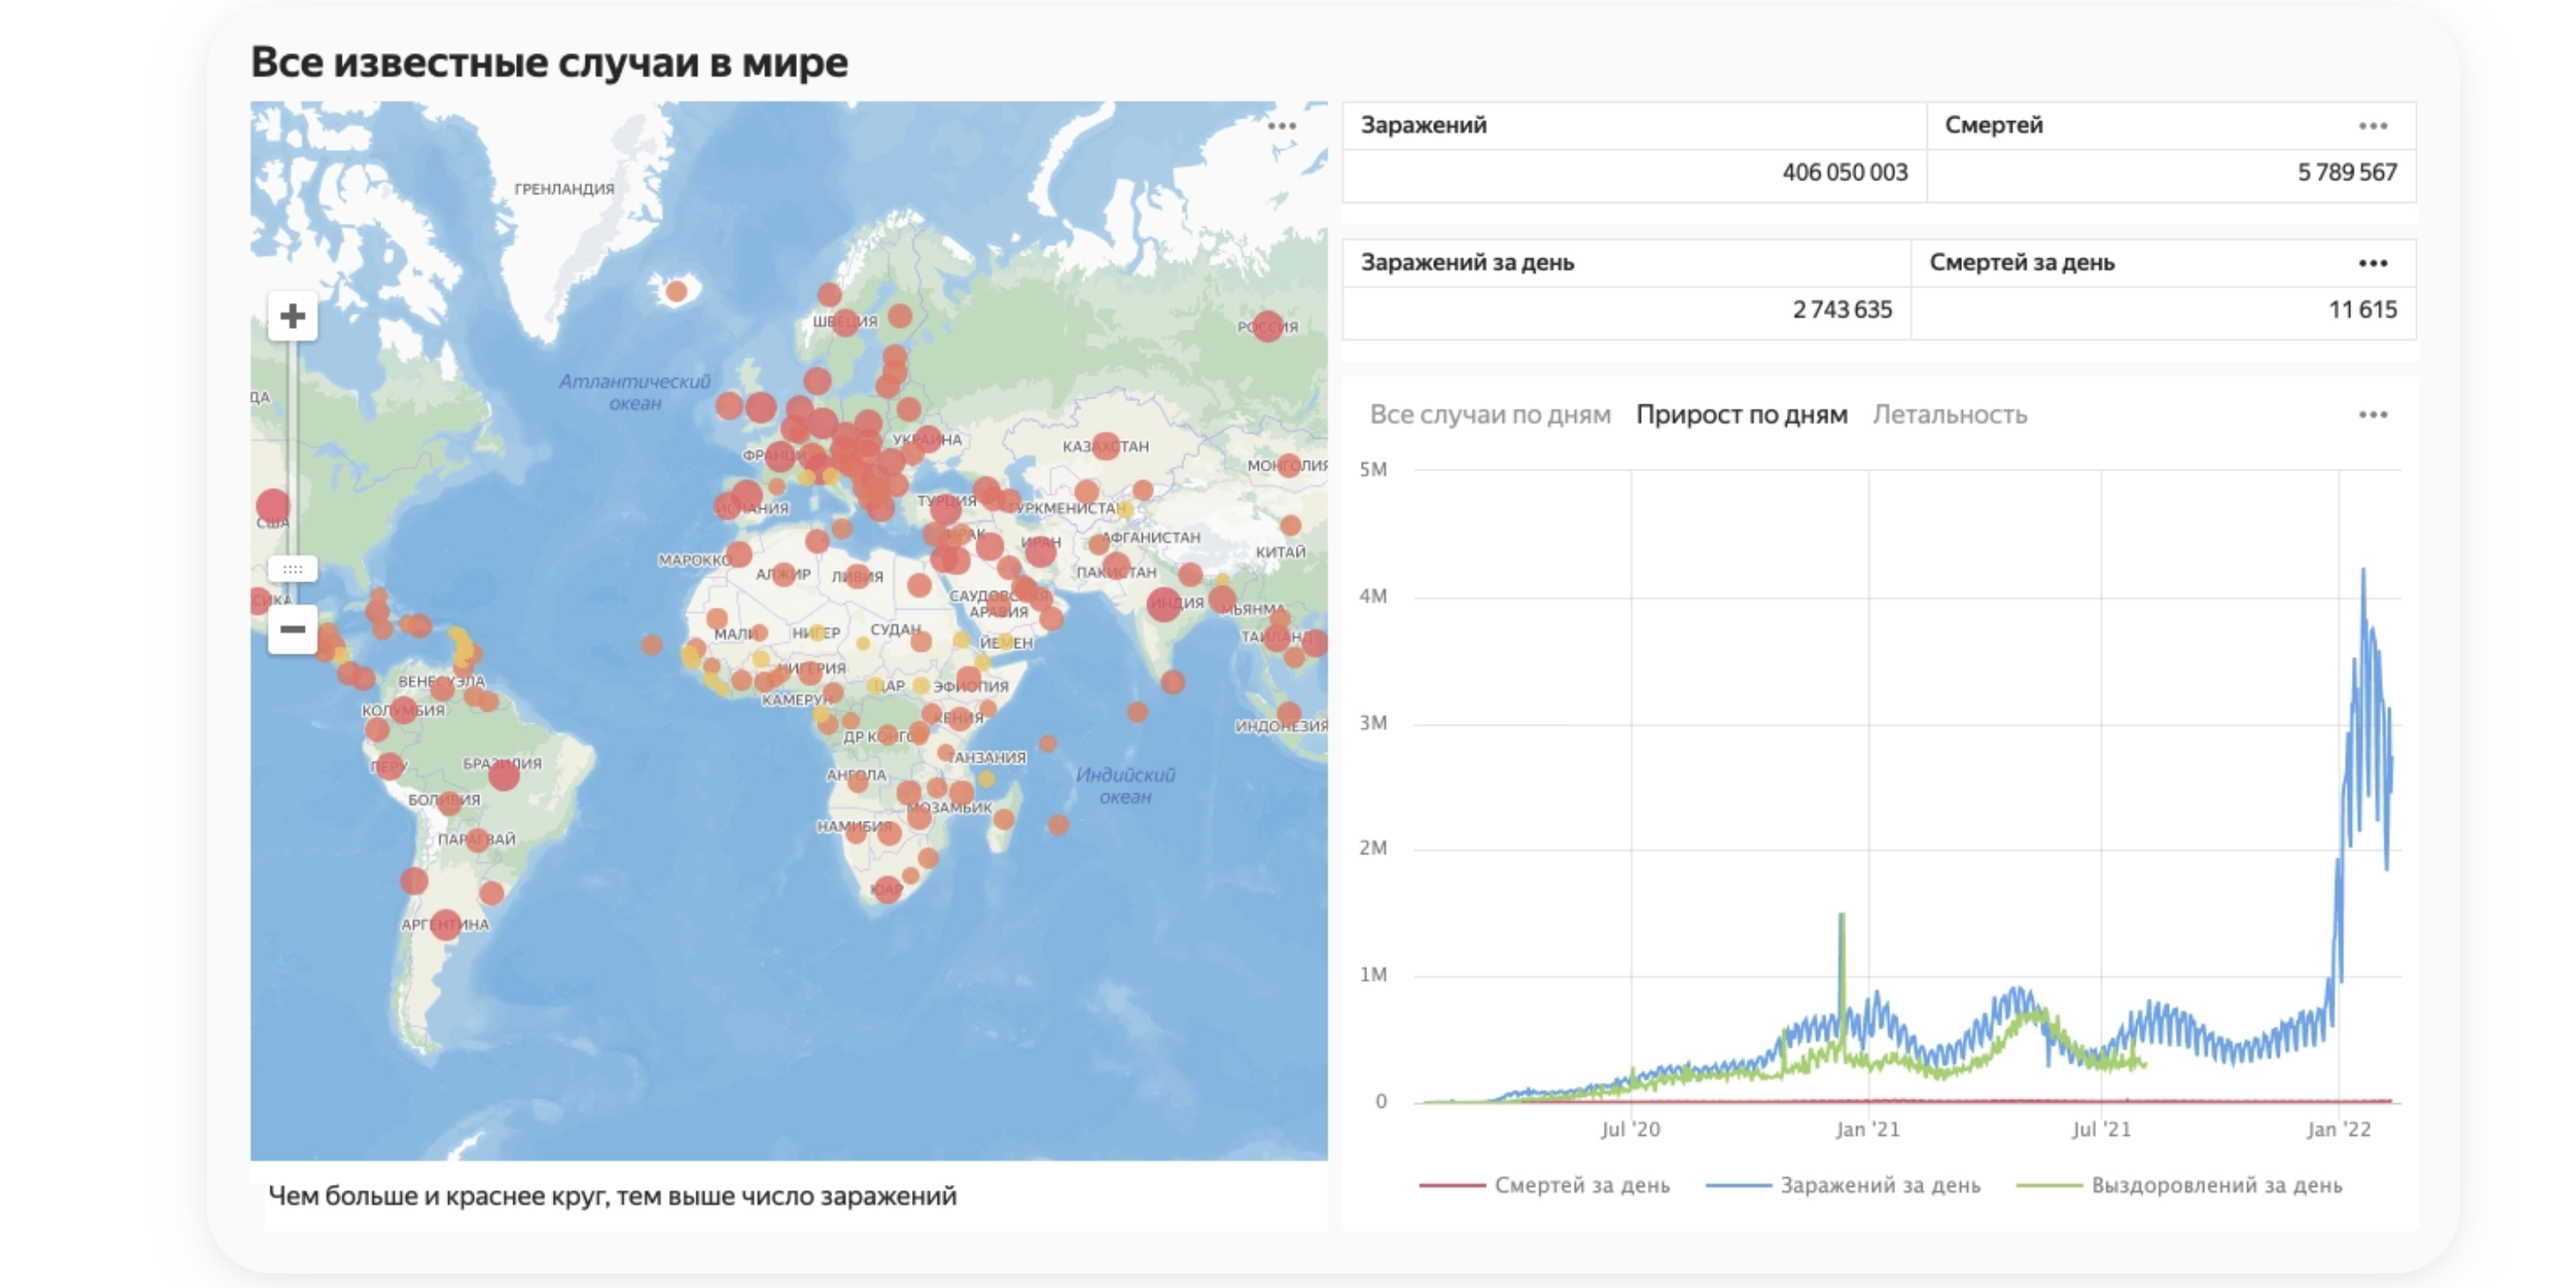 Все известные случаи в мире
ГРЕНЛАНДИЯ
ШВЕЦИЯ
РОССИЯ
Атлантический
океан
ДА
УКРАИНА
КАЗАХСТАН
ФРАНЦИ
МОНГОЛИЯ
ИСПАНИЯ
ТУРЦИЯ
ТУРКМЕНИСТАН
США
ИРАК
ИРАН
АФГАНИСТАН
КИТАЙ
МАРОККО
АЛЖИР
ЛИВИЯ
ПАКИСТАН
СИКА
САУДОВСКАЯ
АРАВИЯ
ИНДИЯ
МЬЯНМА
МАЛИ
НИГЕР
СУДАН
ЙЕМЕН
ТАИЛАНД
ВЕНЕСУЭЛА
НИГЕРИЯ
ЦАР
ЭФИОПИЯ
КАМЕРУН
КОЛУМБИЯ
КЕНИЯ
ИНДОНЕЗИЯ
ДР КОНГО
ПЕРУ
БРАЗИЛИЯ
ТАНЗАНИЯ
АНГОЛА
Индийский
океан
БОЛИВИЯ
МОЗАМБИК
НАМИБИЯ
ПАРАГВАЙ
ЮАР
АРГЕНТИНА
Чем больше и краснее круг, тем выше число заражений
Заражений Смертей
406 050 003 5 789 567
Заражений за день Смертей за день
2 743 635 11 615
Все случаи по дням Прирост по дням Летальность
5M
4M
3M
2M
1M
0
Jul '20 Jan '21 Jul '21 Jan '22
Смертей за день Заражений за день Выздоровлений за день